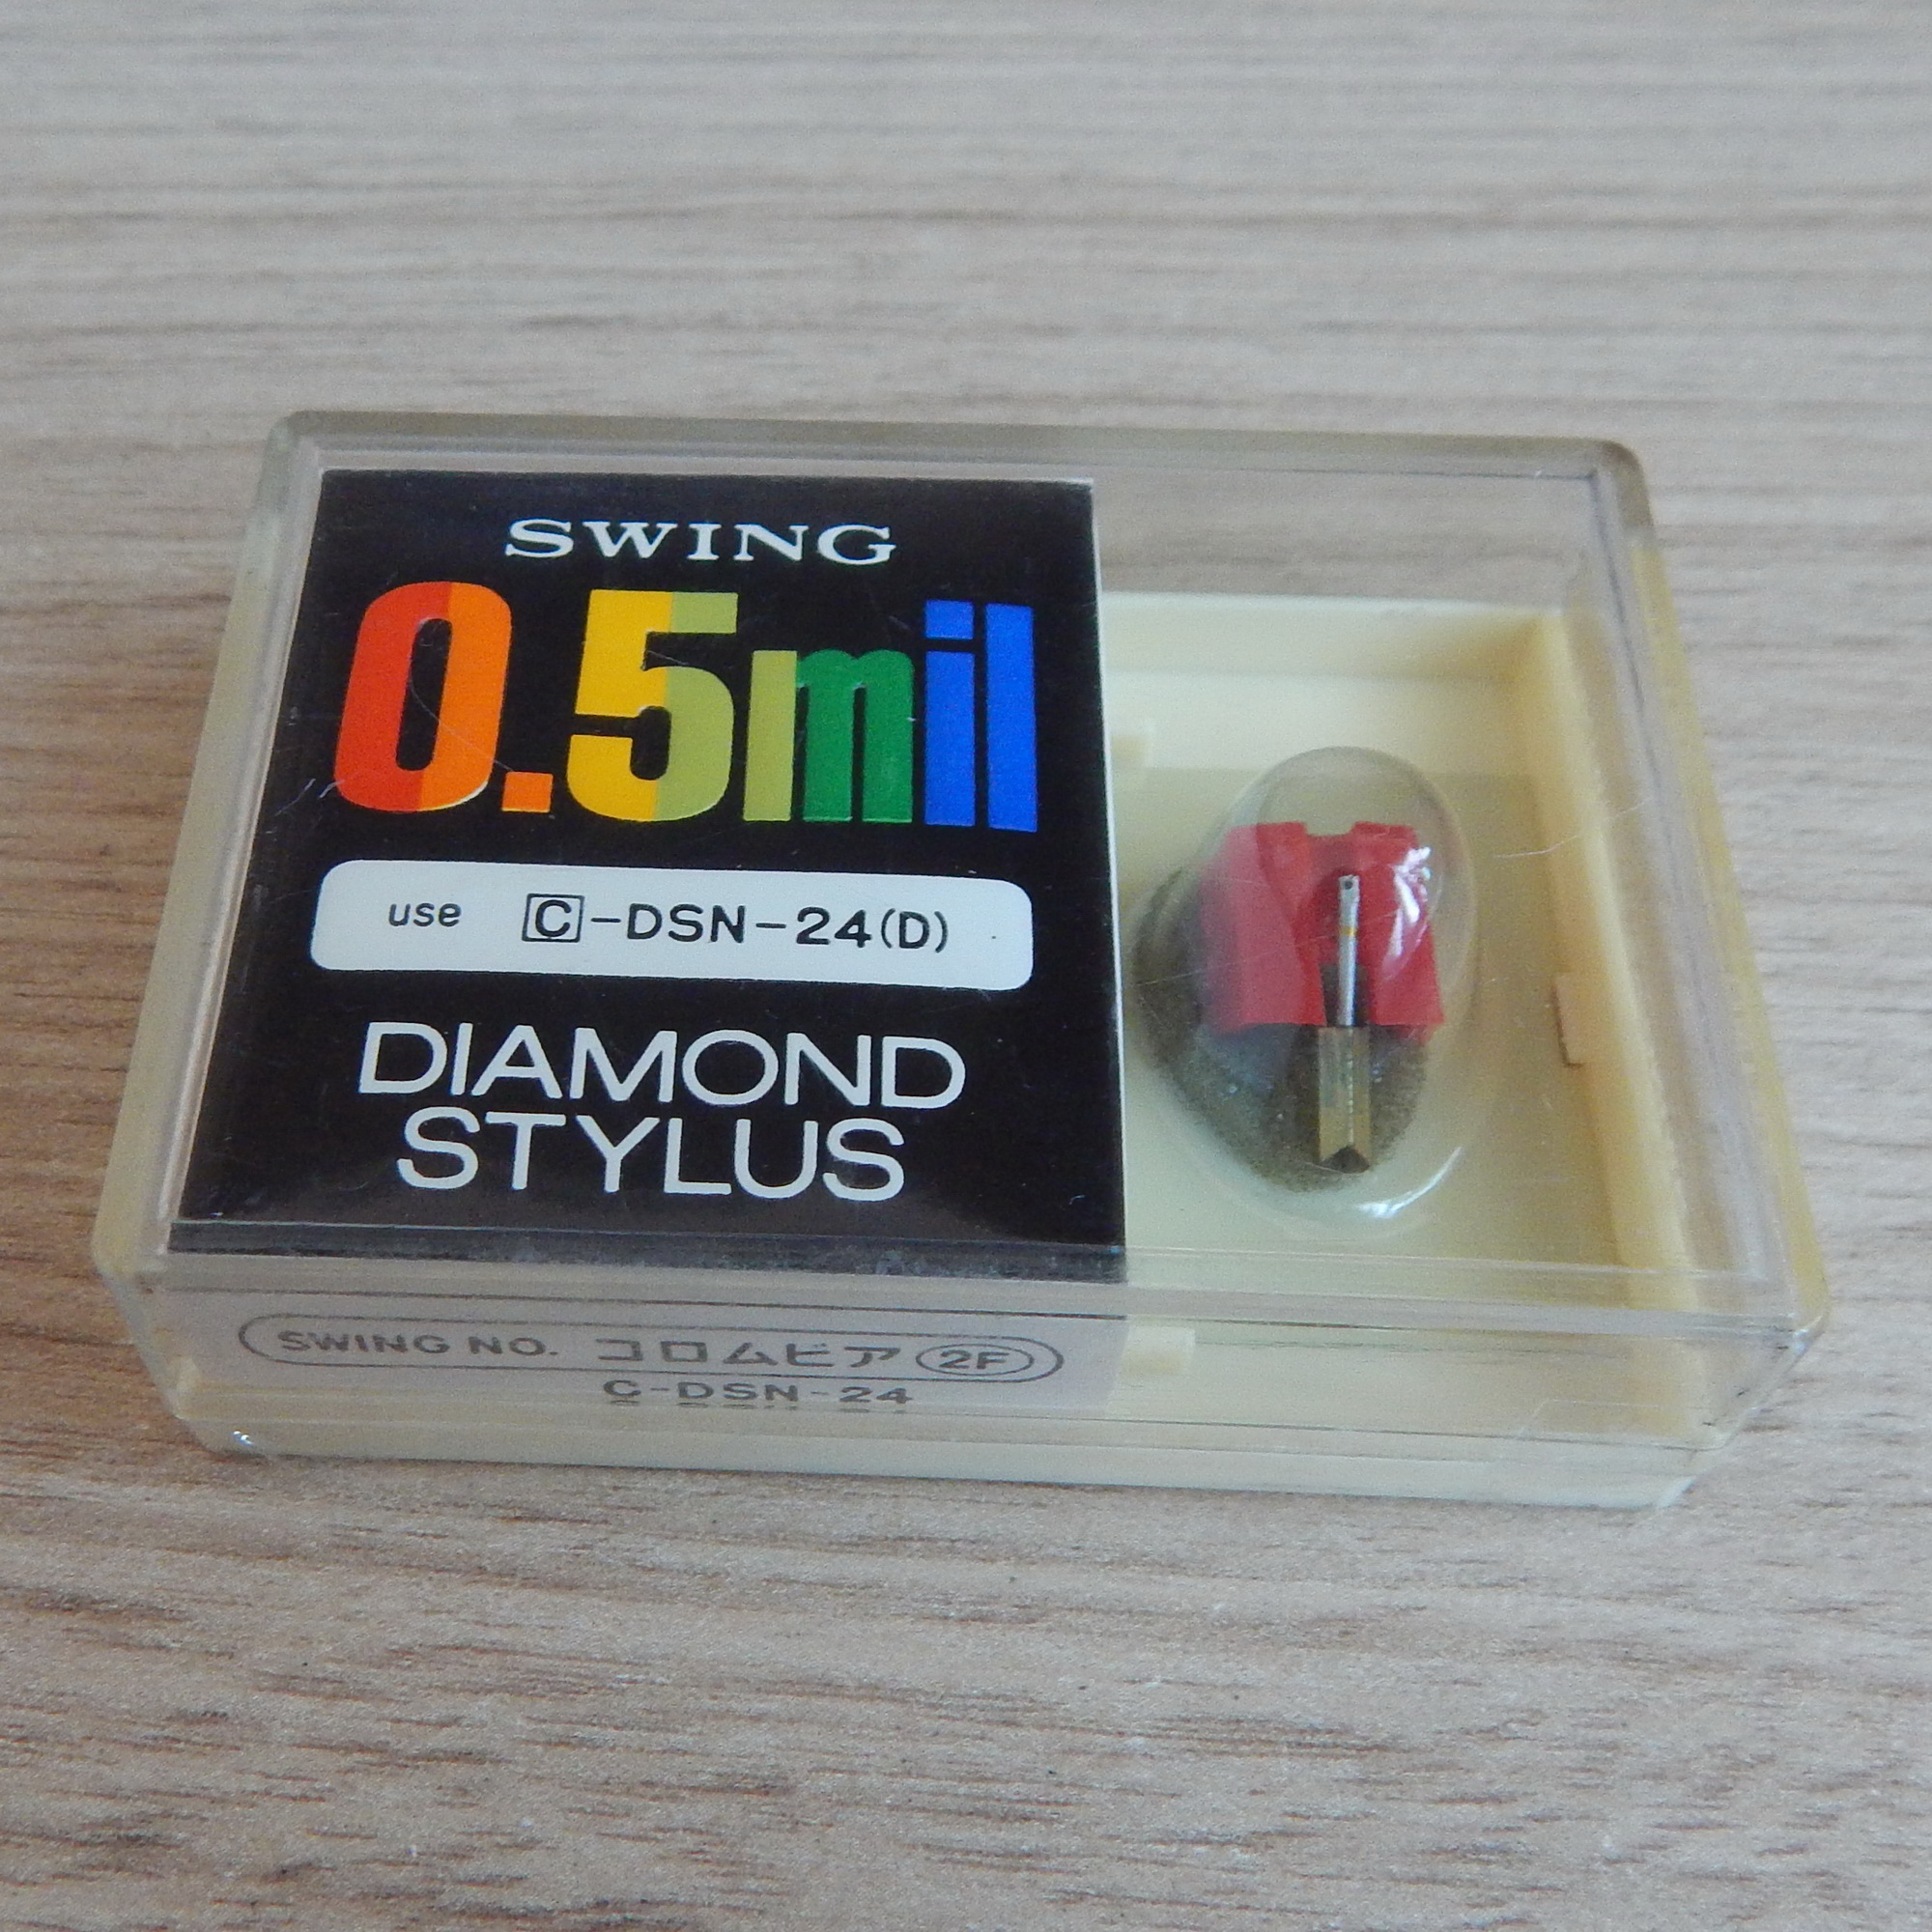 SWING
0.5mil
use C-DSN-24(D)
DIAMOND
STYLUS
SWING NO. コロムビア 2F
C-DSN-24